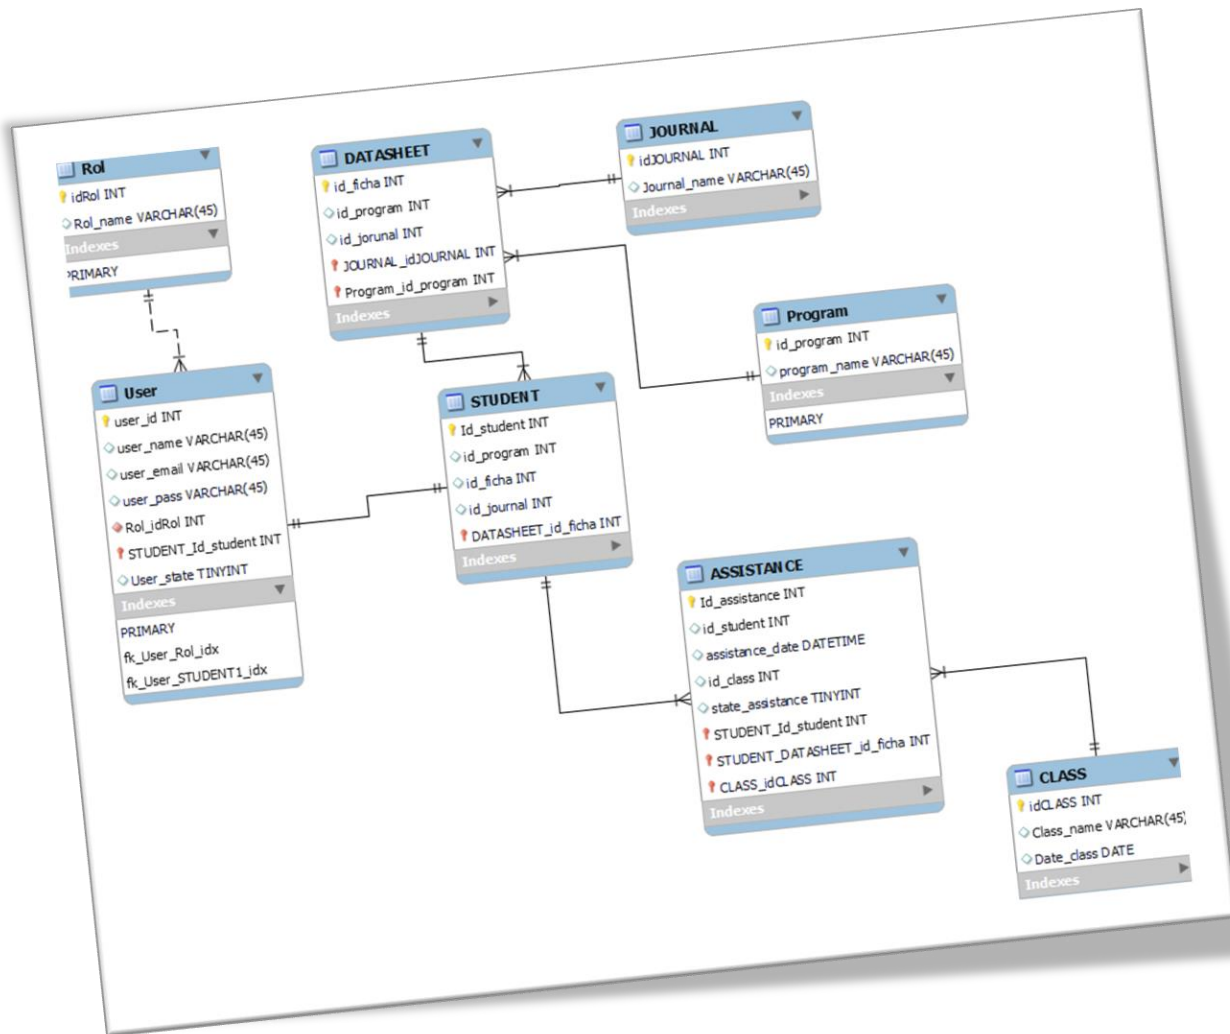 Rol
idRol INT
Rol_name VARCHAR(45)
Indexes
PRIMARY
DATASHEET
id_ficha INT
id_program INT
id_jorunal INT
JOURNAL_idJOURNAL INT
Program_id_program INT
Indexes
JOURNAL
idJOURNAL INT
Journal_name VARCHAR(45)
Indexes
Program
id_program INT
program_name VARCHAR(45)
Indexes
PRIMARY
User
user_id INT
user_name VARCHAR(45)
user_email VARCHAR(45)
user_pass VARCHAR(45)
Rol_idRol INT
STUDENT_Id_student INT
User_state TINYINT
Indexes
PRIMARY
fk_User_Rol_idx
fk_User_STUDENT1_idx
STUDENT
Id_student INT
id_program INT
id_ficha INT
id_journal INT
DATASHEET_id_ficha INT
Indexes
ASSISTANCE
Id_assistance INT
id_student INT
assistance_date DATETIME
id_class INT
state_assistance TINYINT
STUDENT_Id_student INT
STUDENT_DATASHEET_id_ficha INT
CLASS_idCLASS INT
Indexes
CLASS
idCLASS INT
Class_name VARCHAR(45)
Date_class DATE
Indexes